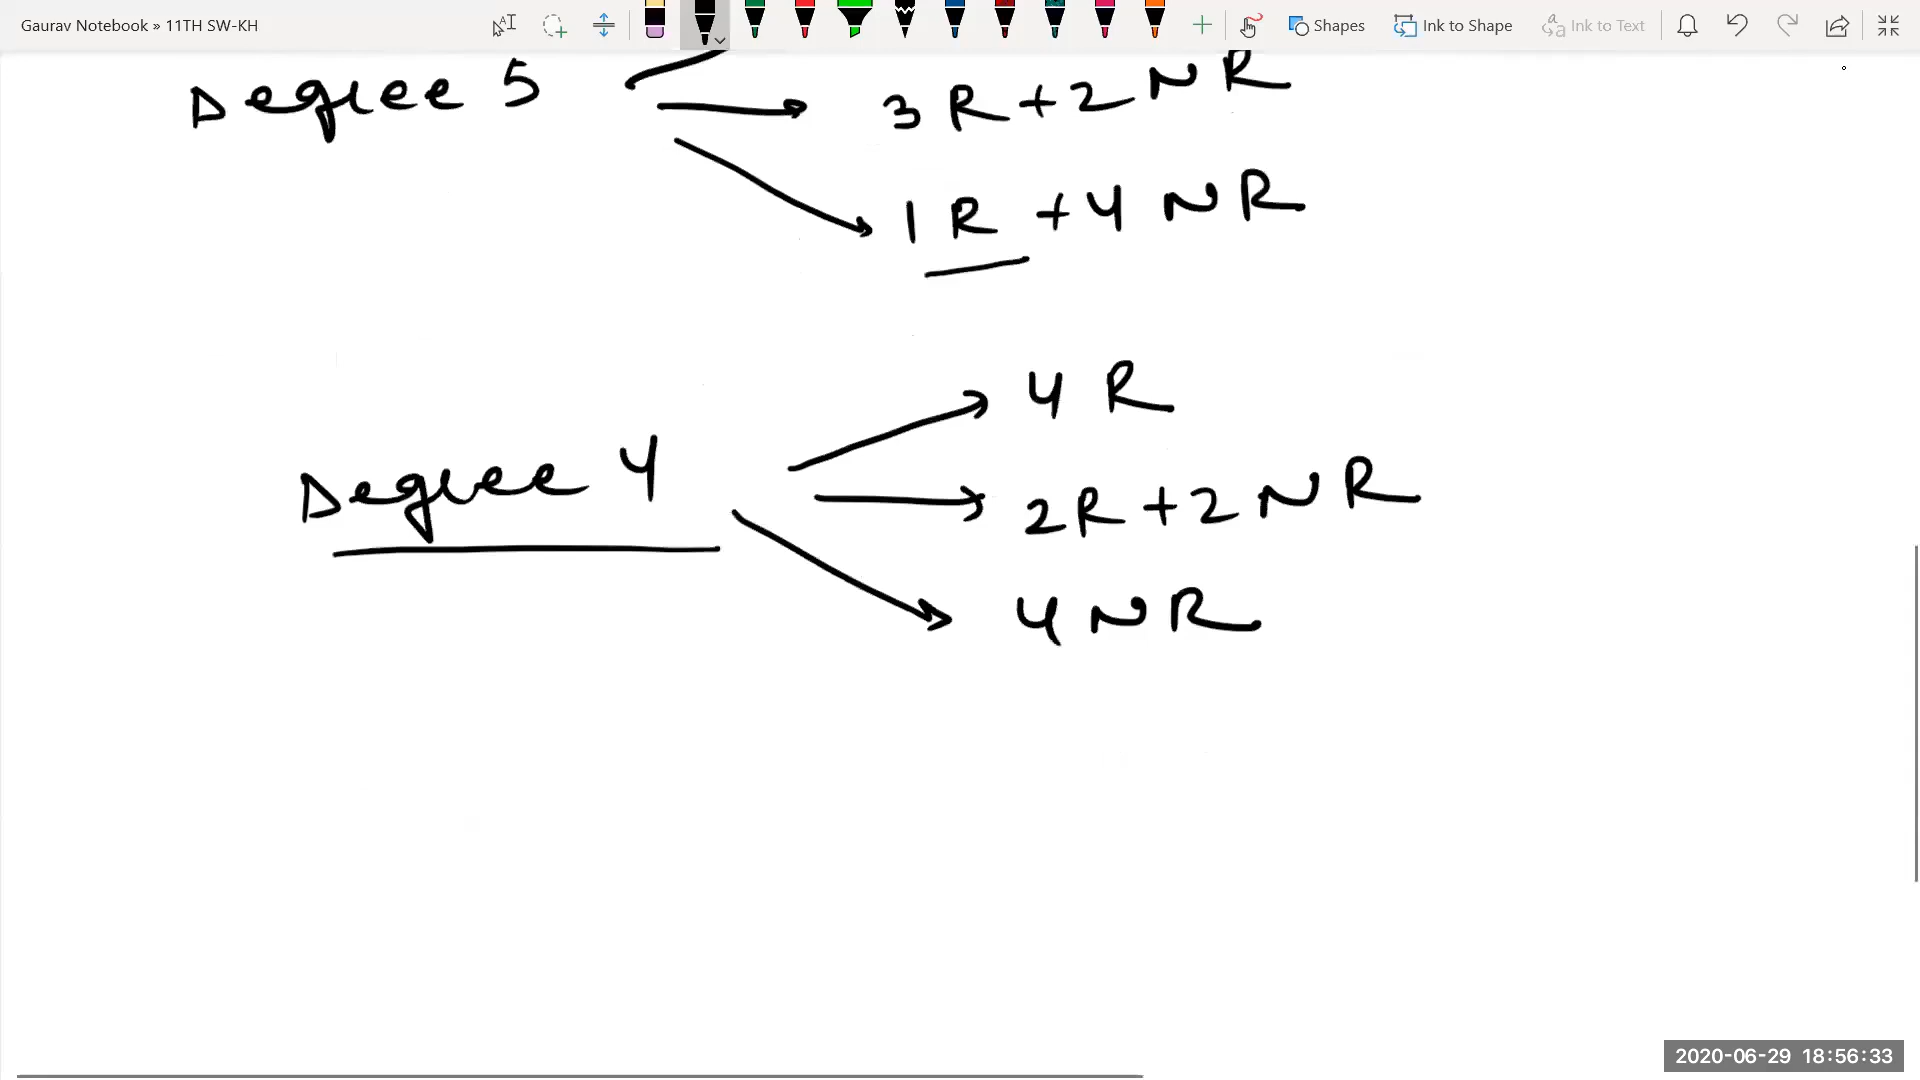 Gaurav Notebook » 11TH SW-KH
Shapes
Ink to Shape
Ink to Text
Degree 5
3 R + 2 NR
1 R + 4 NR
4 R
Degree 4
2R + 2 NR
4 NR
2020-06-29 18:56:33